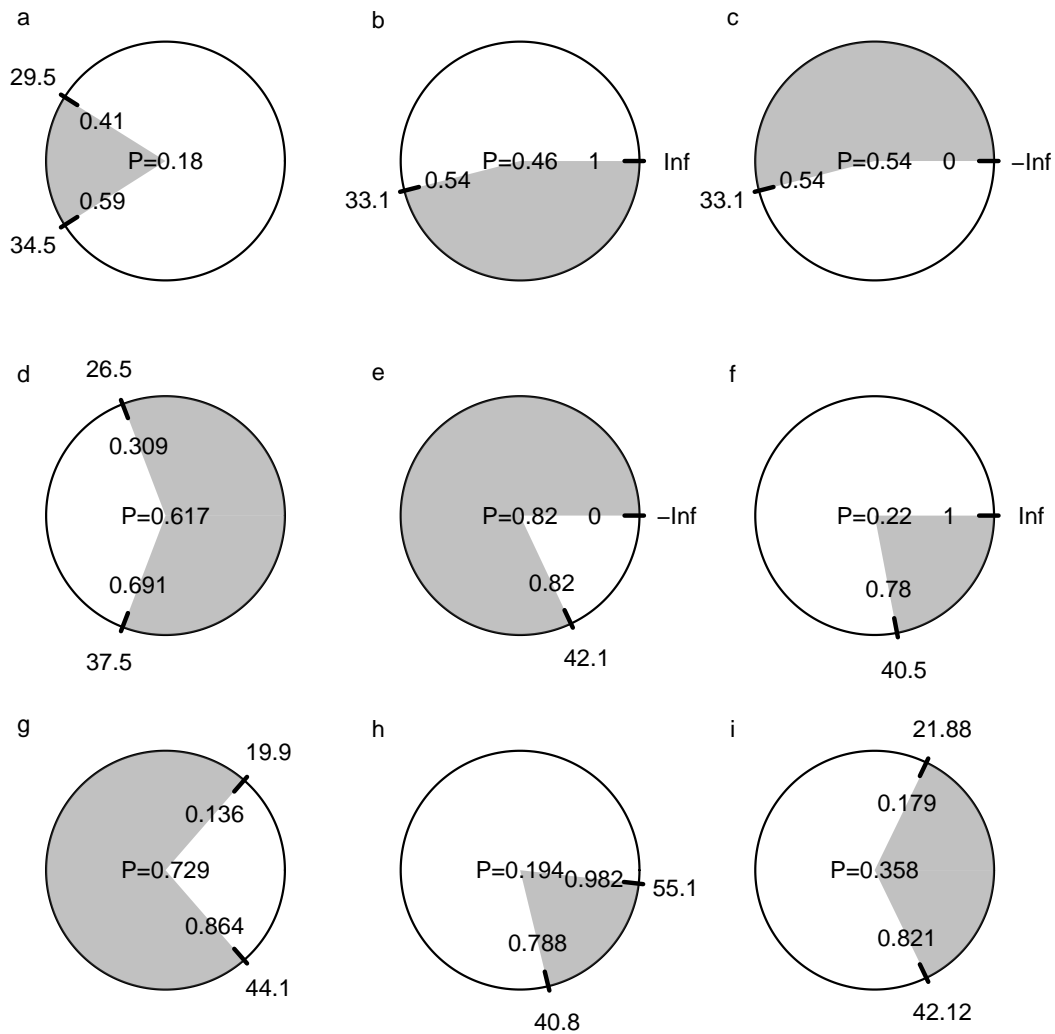 a
29.5
0.41
P=0.18
0.59
34.5
b
P=0.46
1
Inf
0.54
33.1
c
P=0.54
0
−Inf
0.54
33.1
d
26.5
0.309
P=0.617
0.691
37.5
e
P=0.82
0
−Inf
0.82
42.1
f
P=0.22
1
Inf
0.78
40.5
g
19.9
0.136
P=0.729
0.864
44.1
h
P=0.194
0.982
55.1
0.788
40.8
i
21.88
0.179
P=0.358
0.821
42.12